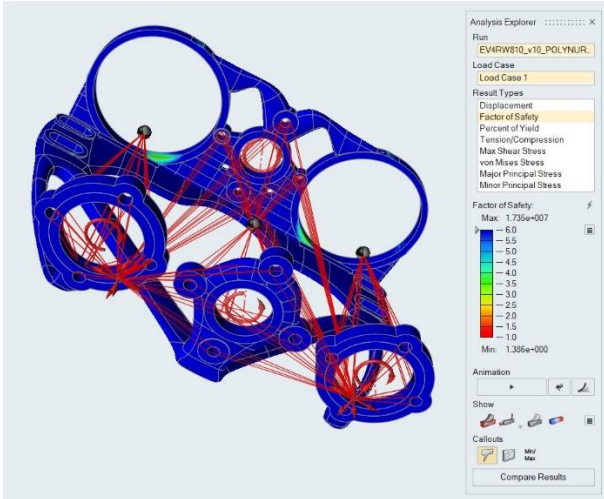 Analysis Explorer
Run
EV4RW810_v10_POLYNUR...
Load Case
Load Case 1
Result Types
Displacement
Factor of Safety
Percent of Yield
Tension/Compression
Max Shear Stress
von Mises Stress
Major Principal Stress
Minor Principal Stress
Factor of Safety:
Max: 1.735e+007
6.0
5.5
5.0
4.5
4.0
3.5
3.0
2.5
2.0
1.5
1.0
Min: 1.386e+000
Animation
Show
Callouts
Min/
Max
Compare Results